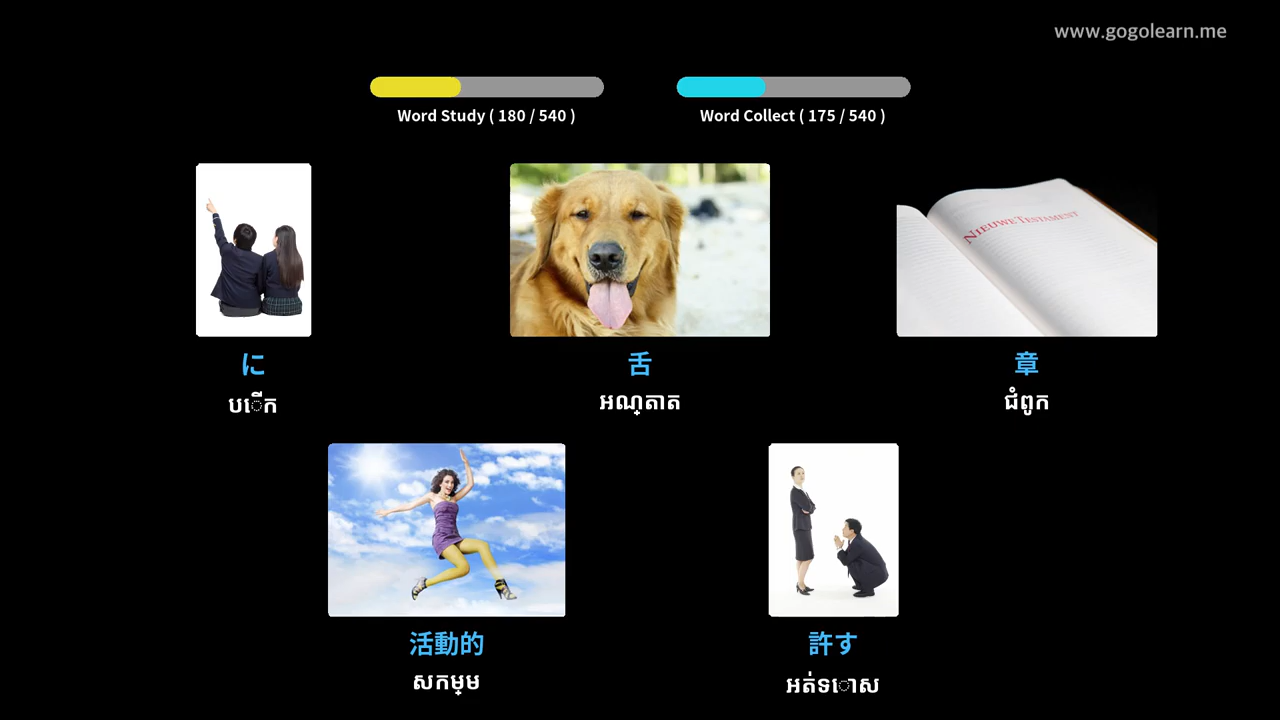 www.gogolearn.me
Word Study ( 180 / 540 )
Word Collect ( 175 / 540 )
NIEUWE TESTAMENT
に
舌
章
បើក
អណ្តាត
ជំពូក
活動的
許す
សកម្ម
អត់ទោស